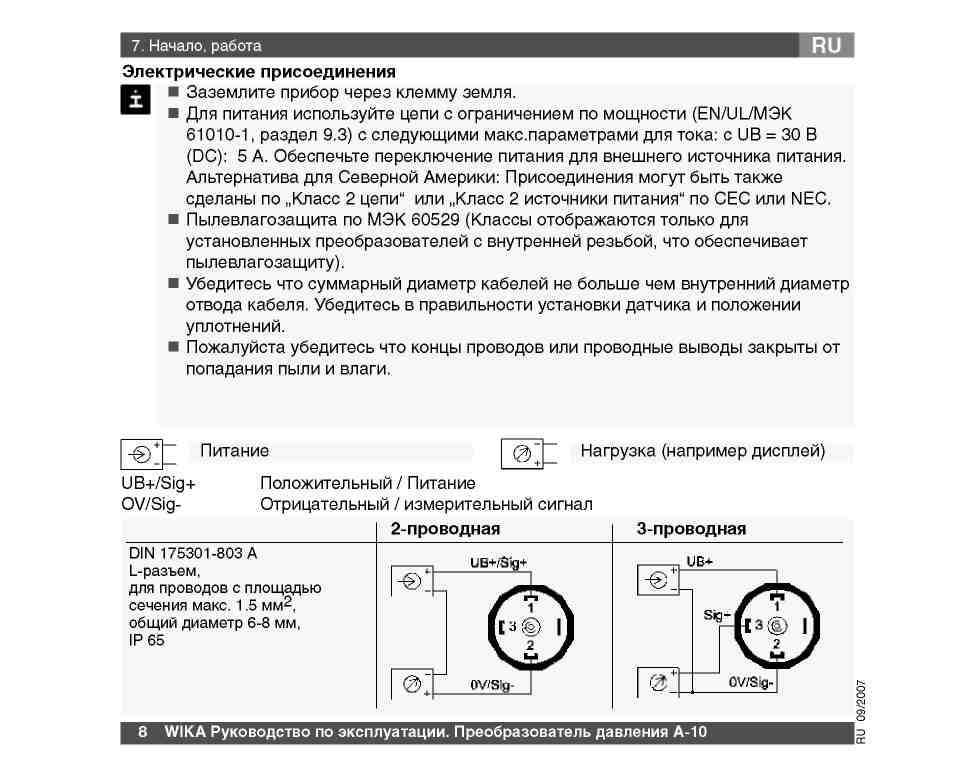 7. Начало, работа
RU
Электрические присоединения
■ Заземлите прибор через клемму земля.
■ Для питания используйте цепи с ограничением по мощности (EN/UL/МЭК
61010-1, раздел 9.3) с следующими макс.параметрами для тока: с UB = 30 В
(DC): 5 А. Обеспечьте переключение питания для внешнего источника питания.
Альтернатива для Северной Америки: Присоединения могут быть также
сделаны по „Класс 2 цепи“ или „Класс 2 источники питания“ по CEC или NEC.
■ Пылевлагозащита по МЭК 60529 (Классы отображаются только для
установленных преобразователей с внутренней резьбой, что обеспечивает
пылевлагозащиту).
■ Убедитесь что суммарный диаметр кабелей не больше чем внутренний диаметр
отвода кабеля. Убедитесь в правильности установки датчика и положении
уплотнений.
■ Пожалуйста убедитесь что концы проводов или проводные выводы закрыты от
попадания пыли и влаги.
+
−
Питание
−
+
Нагрузка (например дисплей)
UB+/Sig+ Положительный / Питание
OV/Sig- Отрицательный / измерительный сигнал
2-проводная
3-проводная
DIN 175301-803 A
L-разъем,
для проводов с площадью
сечения макс. 1.5 мм2,
общий диаметр 6-8 мм,
IP 65
UB+/Sig+
+
−
1
3
2
−
+
0V/Sig-
UB+
+
−
Sig+
1
3
2
+
−
0V/Sig-
8 WIKA Руководство по эксплуатации. Преобразователь давления A-10
RU 09/2007